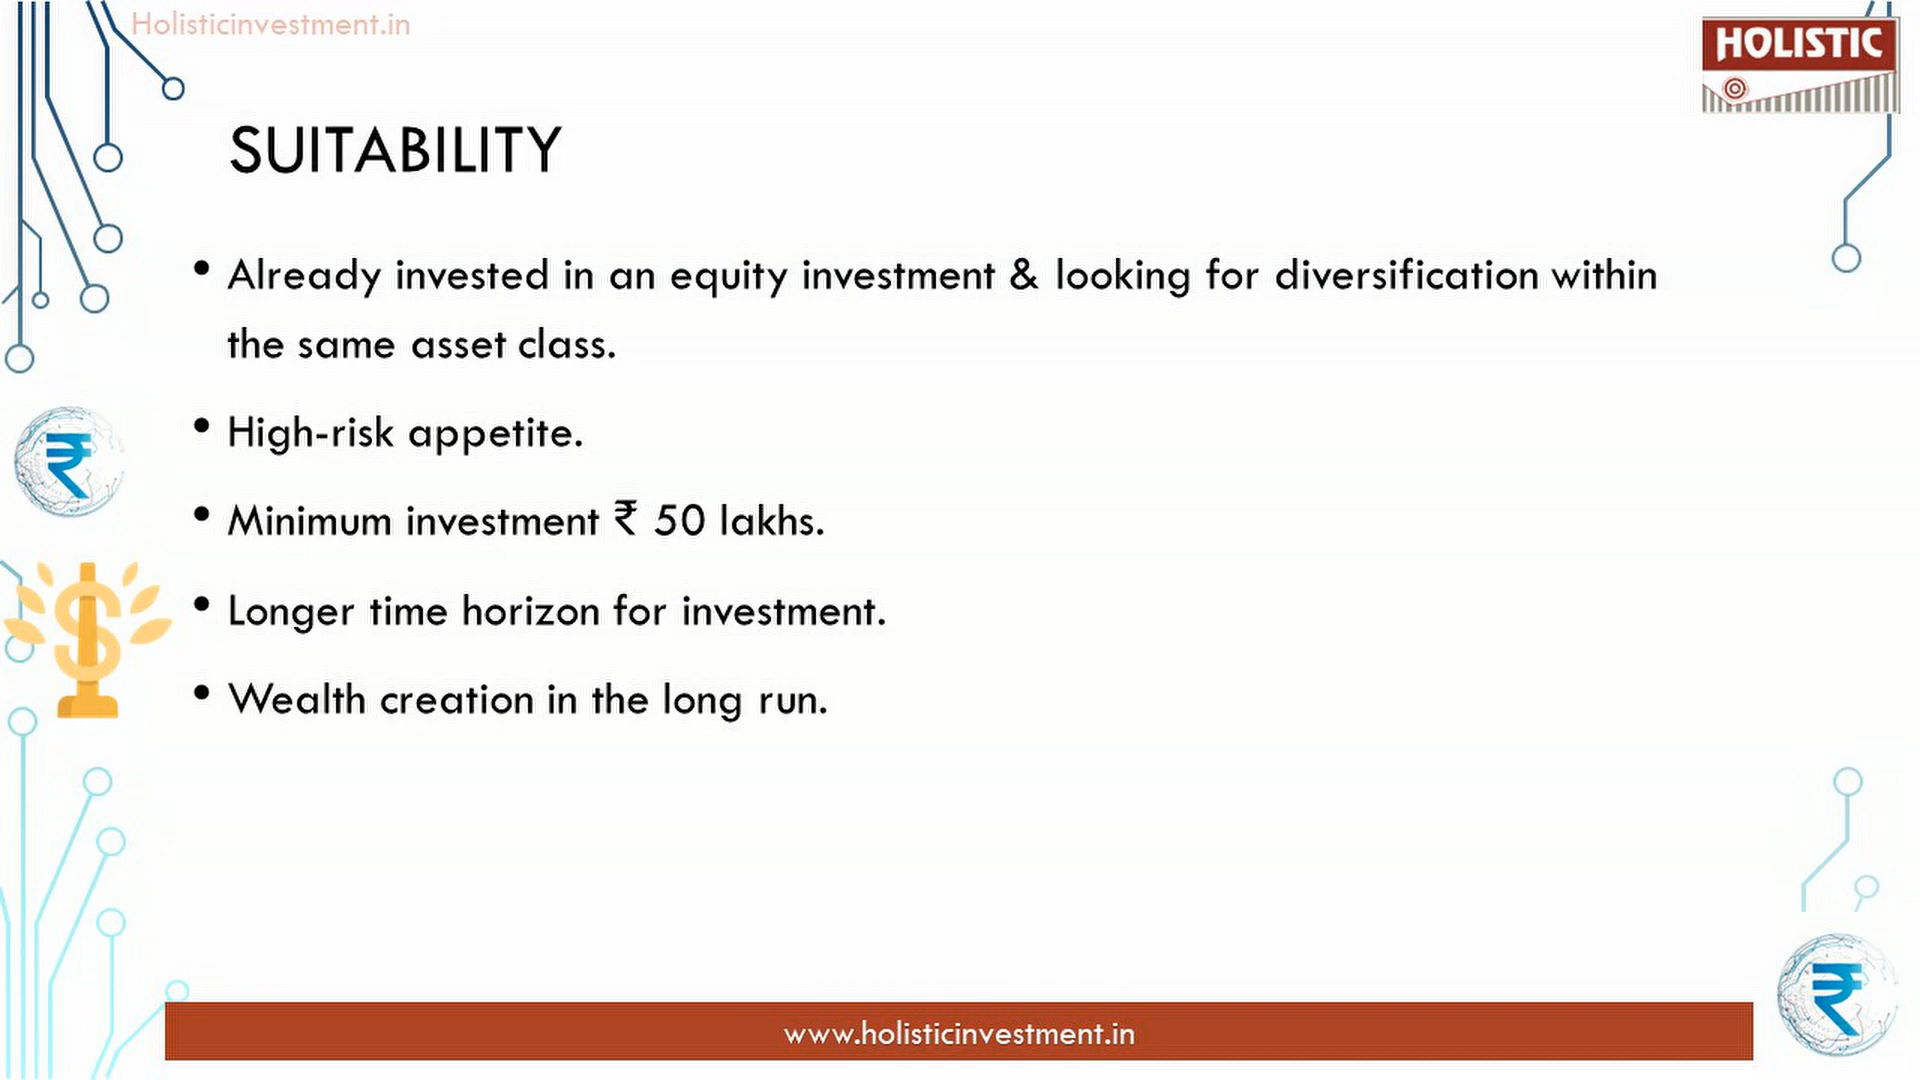 Holisticinvestment.in
HOLISTIC
SUITABILITY
• Already invested in an equity investment & looking for diversification within
the same asset class.
• High-risk appetite.
• Minimum investment ₹ 50 lakhs.
• Longer time horizon for investment.
• Wealth creation in the long run.
www.holisticinvestment.in